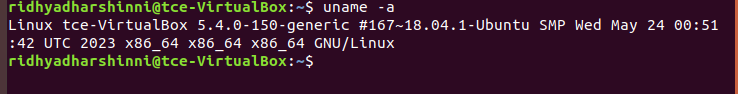 ridhyadharshinni@tce-VirtualBox:~$ uname -a
Linux tce-VirtualBox 5.4.0-150-generic #167~18.04.1-Ubuntu SMP Wed May 24 00:51
:42 UTC 2023 x86_64 x86_64 x86_64 GNU/Linux
ridhyadharshinni@tce-VirtualBox:~$